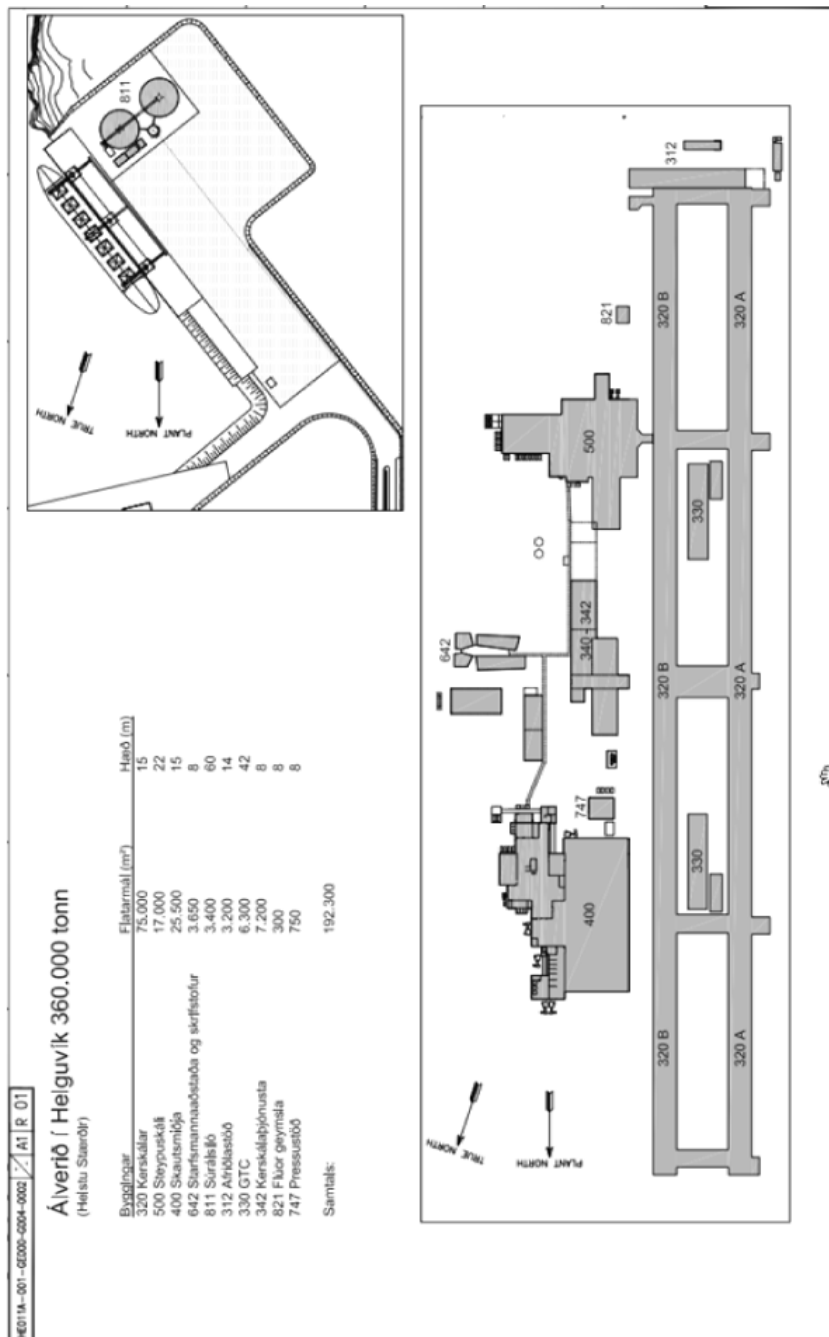 HE011A-001-GE000-G004-0002 A1 R 01
Álverið í Helguvík 360.000 tonn
(Helstu Stærðir)
Byggingar Flatarmál (m²) Hæð (m)
320 Kerskálar 75.000 15
500 Steypuskáli 17.000 22
400 Skautsmiðja 25.500 15
642 Starfsmannaaðstaða og skrifstofur 3.650 8
811 Súrálsíló 3.400 60
312 Afriðlastöð 3.200 14
330 GTC 6.300 42
342 Kerskálaþjónusta 7.200 8
821 Flúor geymsla 300 8
747 Pressustöð 750 8
Samtals: 192.300
811
TRUE NORTH
PLANT NORTH
TRUE NORTH
PLANT NORTH
642
400
747
340-342
500
821
312
330
330
320 B
320 B
320 B
320 A
320 A
320 A